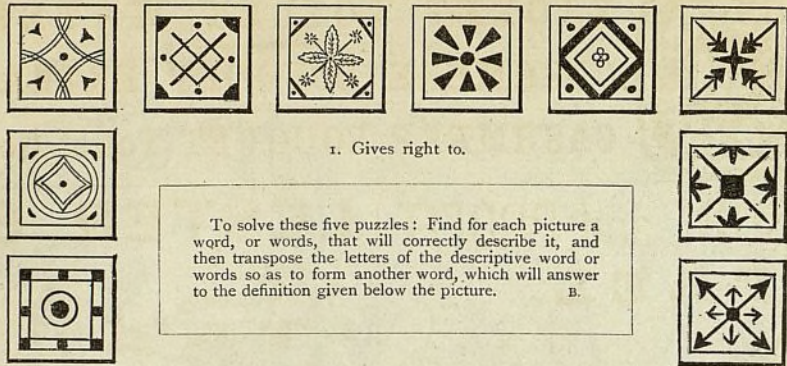 1. Gives right to.
To solve these five puzzles : Find for each picture a
word, or words, that will correctly describe it, and
then transpose the letters of the descriptive word or
words so as to form another word, which will answer
to the definition given below the picture. B.